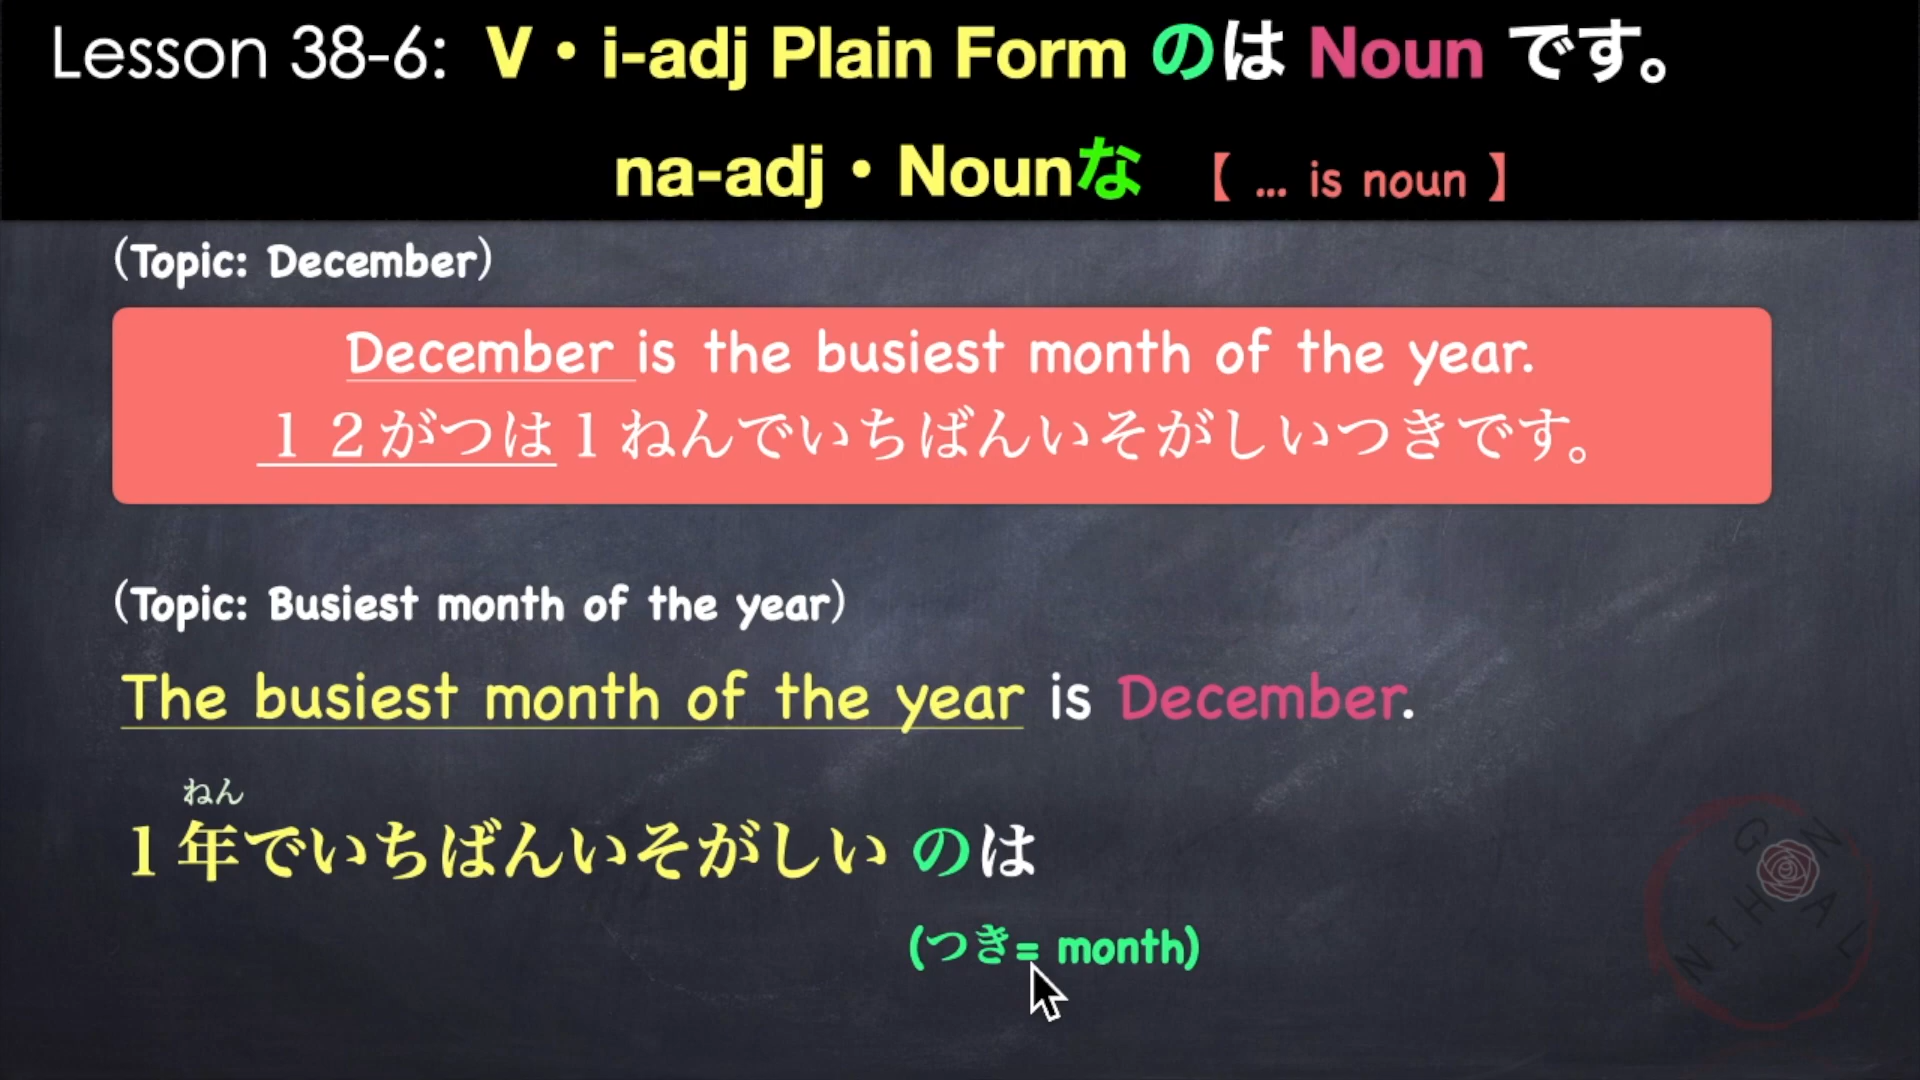 Lesson 38-6: V・i-adj Plain Form のは Noun です。
na-adj・Nounな 【 ... is noun 】
(Topic: December)
December is the busiest month of the year.
１２がつは１ねんでいちばんいそがしいつきです。
(Topic: Busiest month of the year)
The busiest month of the year is December.
ねん
１年でいちばんいそがしい のは
(つき= month)
NIHONGOAL